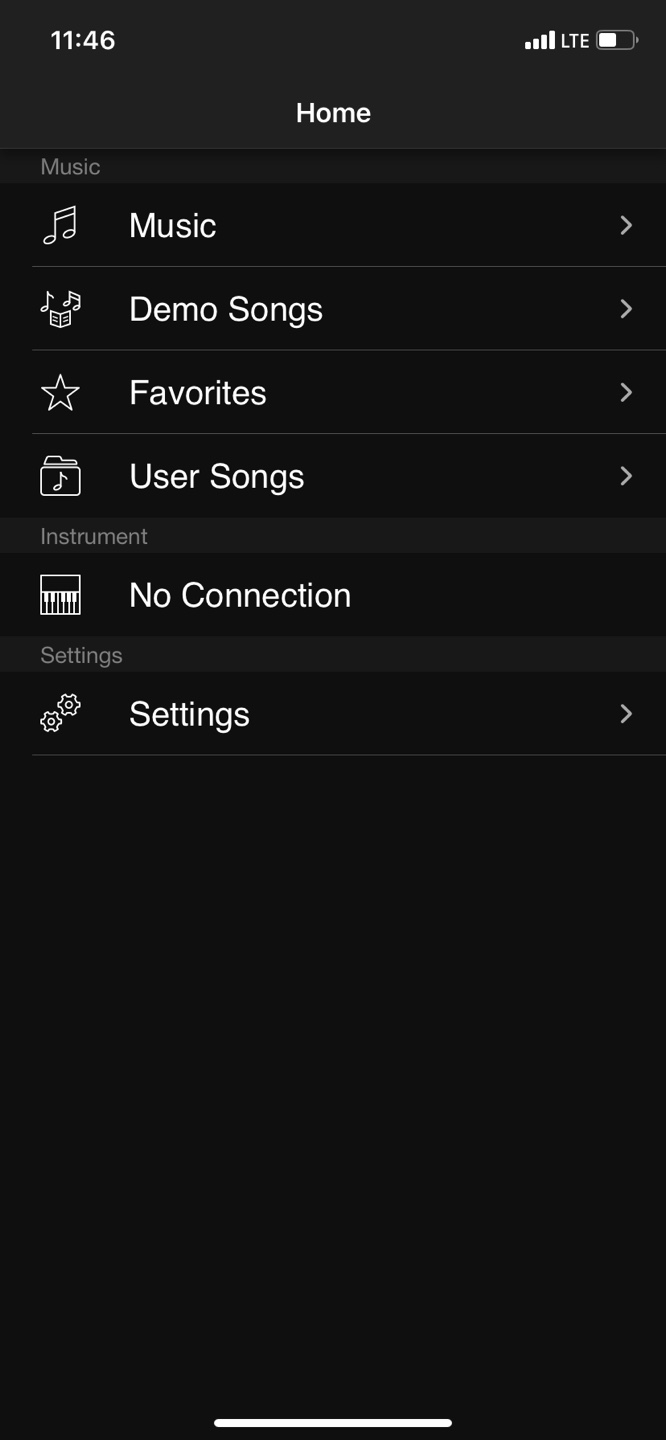 11:46
LTE
Home
Music
Music
Demo Songs
Favorites
User Songs
Instrument
No Connection
Settings
Settings